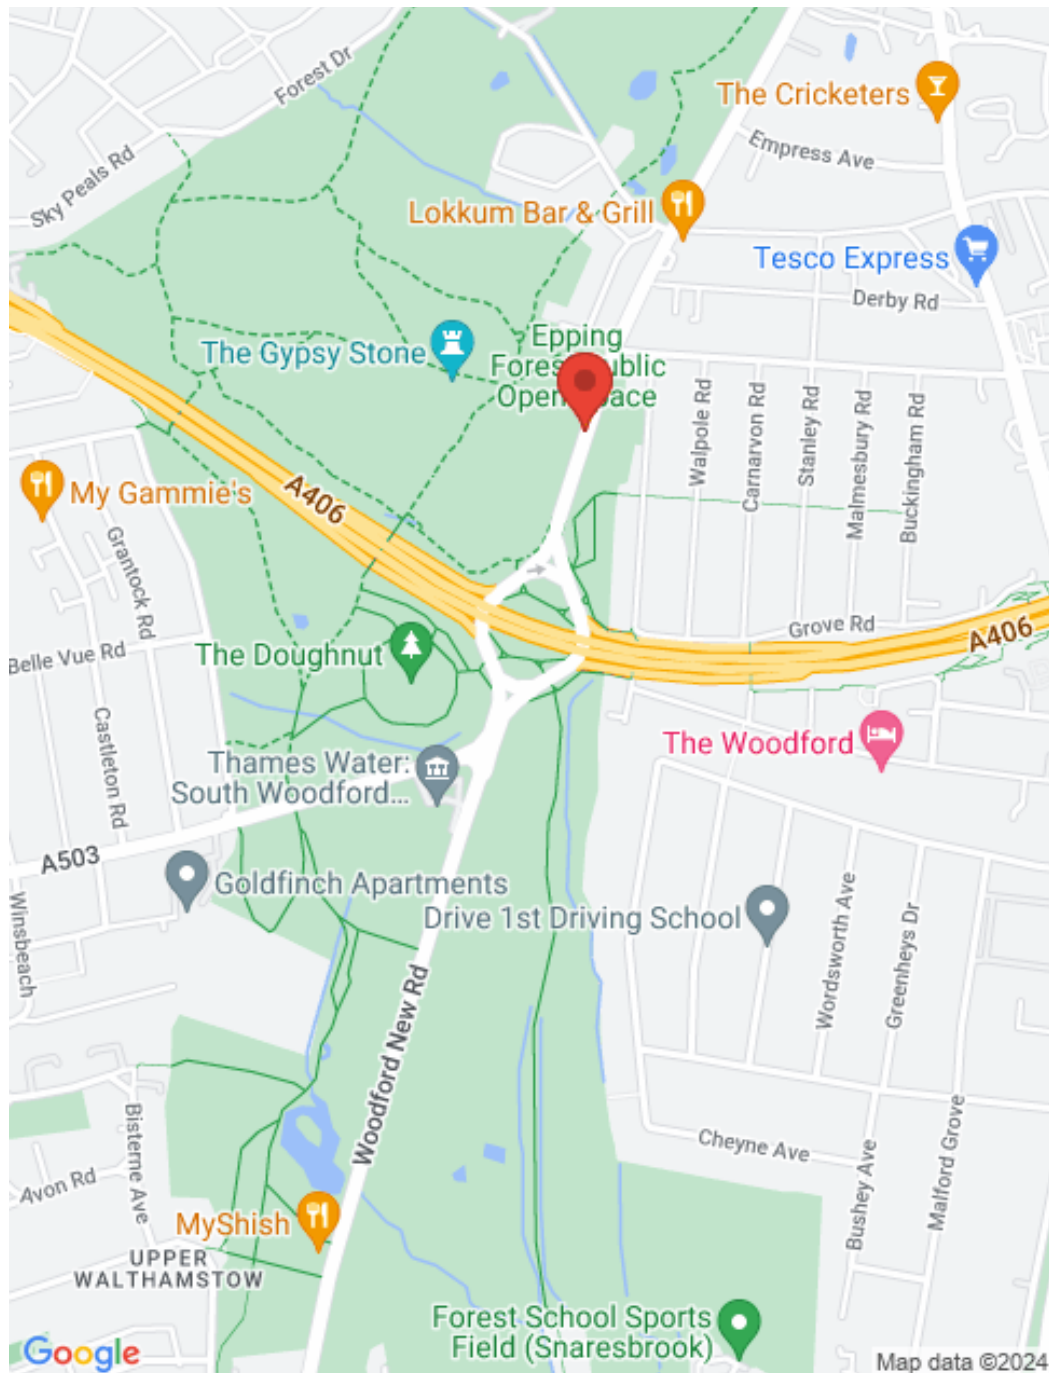 Forest Dr
The Cricketers
Empress Ave
Sky Peals Rd
Lokkum Bar & Grill
Tesco Express
Derby Rd
Epping
Forest Public
Open Space
The Gypsy Stone
Walpole Rd
Carnarvon Rd
Stanley Rd
Malmesbury Rd
Buckingham Rd
My Gammie's
A406
Grantock Rd
Grove Rd
A406
Belle Vue Rd
The Doughnut
Castleton Rd
The Woodford
Thames Water:
South Woodford...
A503
Goldfinch Apartments
Drive 1st Driving School
Winsbeach
Wordsworth Ave
Greenheys Dr
Woodford New Rd
Bisterne Ave
Cheyne Ave
Malford Grove
Bushey Ave
Avon Rd
MyShish
UPPER
WALTHAMSTOW
Forest School Sports
Field (Snaresbrook)
Google
Map data ©2024